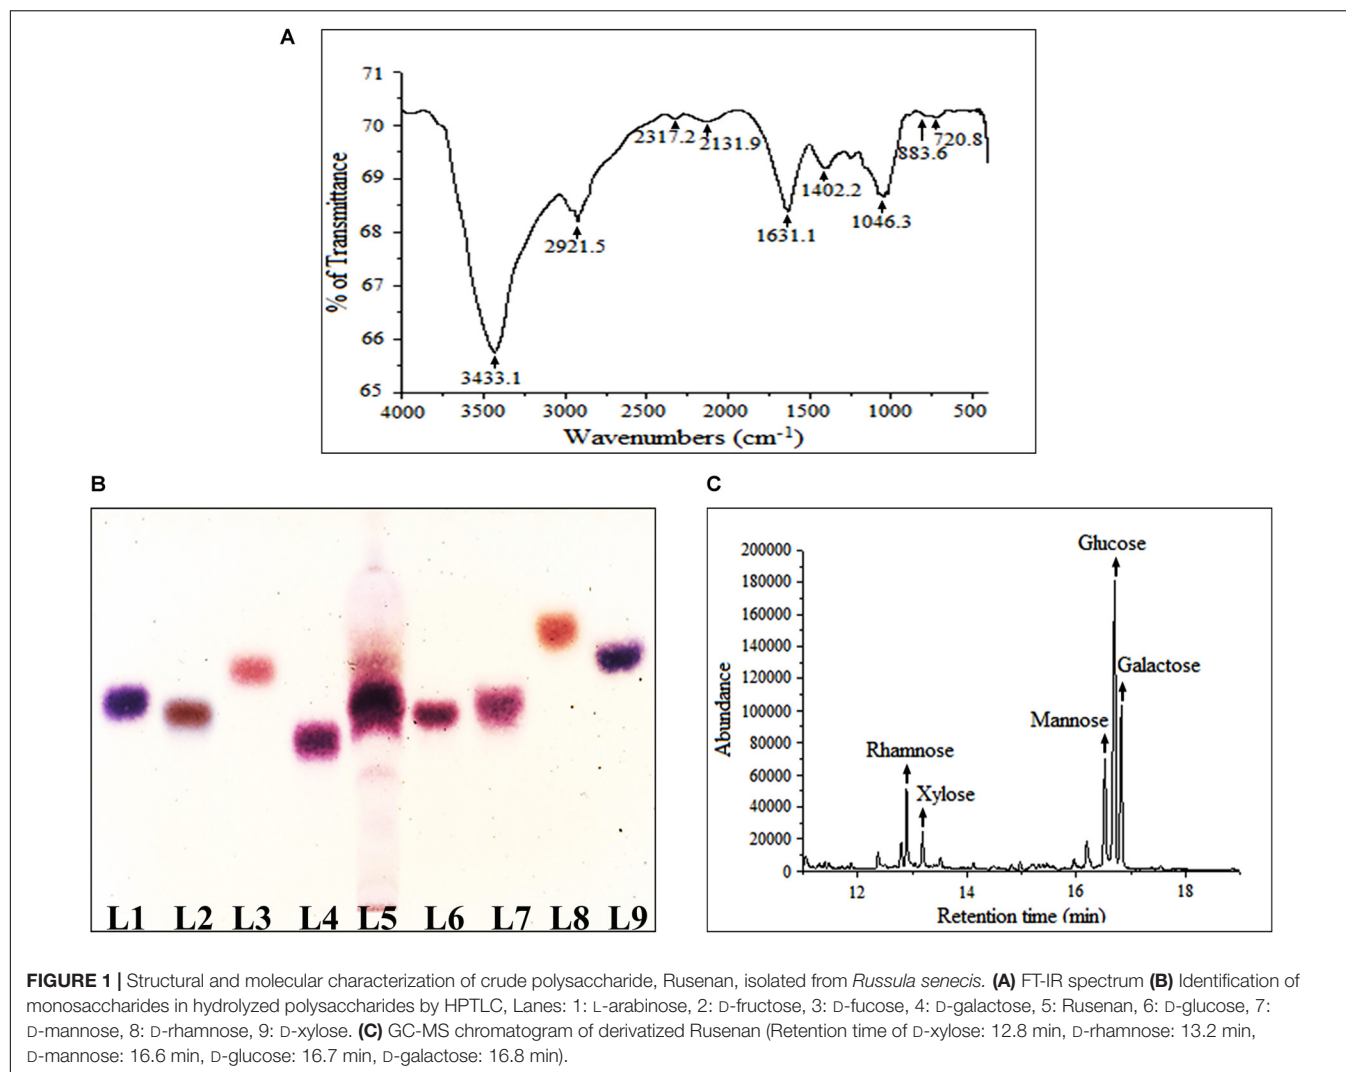 A
71
70
69
68
67
66
65
% of Transmittance
2317.2
2131.9
883.6
720.8
1402.2
1631.1
1046.3
2921.5
3433.1
4000 3500 3000 2500 2000 1500 1000 500
Wavenumbers (cm⁻¹)
B
L1 L2 L3 L4 L5 L6 L7 L8 L9
C
200000
180000
160000
140000
120000
100000
80000
60000
40000
20000
0
Abundance
Glucose
Galactose
Mannose
Rhamnose
Xylose
12 14 16 18
Retention time (min)
FIGURE 1 | Structural and molecular characterization of crude polysaccharide, Rusenan, isolated from Russula senecis. (A) FT-IR spectrum (B) Identification of
monosaccharides in hydrolyzed polysaccharides by HPTLC, Lanes: 1: L-arabinose, 2: D-fructose, 3: D-fucose, 4: D-galactose, 5: Rusenan, 6: D-glucose, 7:
D-mannose, 8: D-rhamnose, 9: D-xylose. (C) GC-MS chromatogram of derivatized Rusenan (Retention time of D-xylose: 12.8 min, D-rhamnose: 13.2 min,
D-mannose: 16.6 min, D-glucose: 16.7 min, D-galactose: 16.8 min).